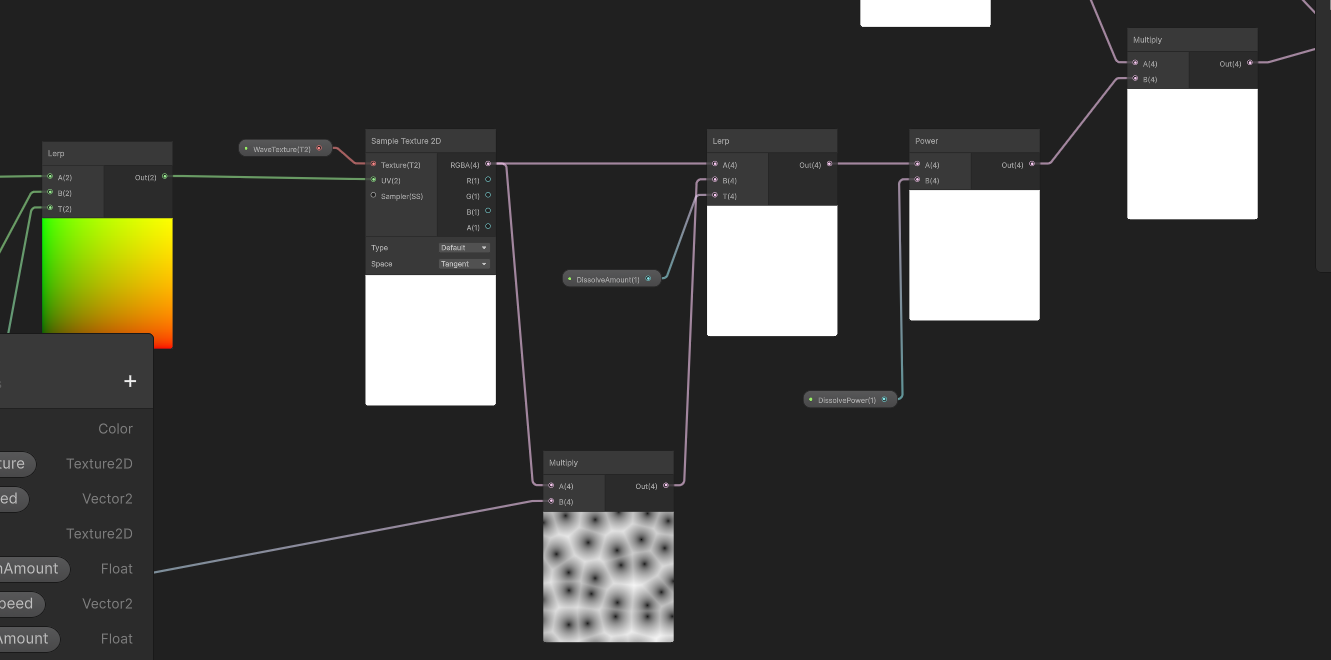 Multiply
A(4) Out(4)
B(4)
Lerp
A(2) Out(2)
B(2)
T(2)
WaveTexture(T2)
Sample Texture 2D
Texture(T2) RGBA(4)
UV(2) R(1)
Sampler(SS) G(1)
B(1)
A(1)
Type Default
Space Tangent
Lerp
A(4) Out(4)
B(4)
T(4)
DissolveAmount(1)
Power
A(4) Out(4)
B(4)
DissolvePower(1)
Multiply
A(4) Out(4)
B(4)
+
Color
ture Texture2D
ed Vector2
Texture2D
nAmount Float
peed Vector2
Amount Float